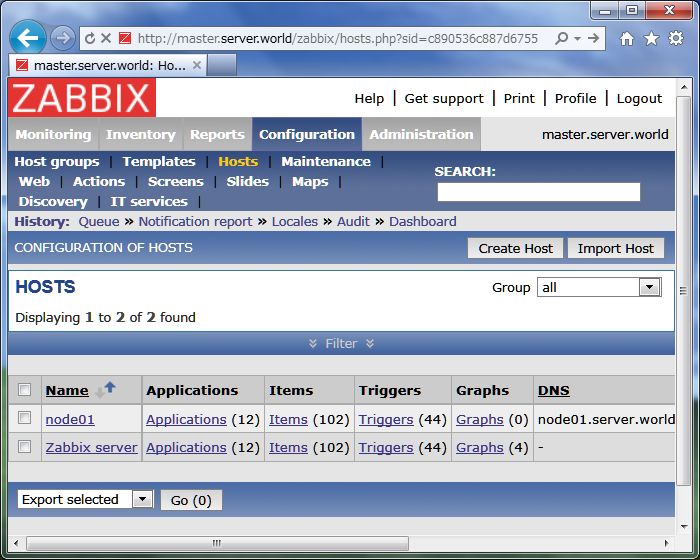 http://master.server.world/zabbix/hosts.php?sid=c890536c887d6755
master.server.world: Ho...
ZABBIX
Help | Get support | Print | Profile | Logout
Monitoring Inventory Reports Configuration Administration master.server.world
Host groups | Templates | Hosts | Maintenance |
Web | Actions | Screens | Slides | Maps |
Discovery | IT services |
SEARCH:
History: Queue » Notification report » Locales » Audit » Dashboard
CONFIGURATION OF HOSTS Create Host Import Host
HOSTS Group all
Displaying 1 to 2 of 2 found
Filter
Name Applications Items Triggers Graphs DNS
node01 Applications (12) Items (102) Triggers (44) Graphs (0) node01.server.world
Zabbix server Applications (12) Items (102) Triggers (44) Graphs (4) -
Export selected Go (0)